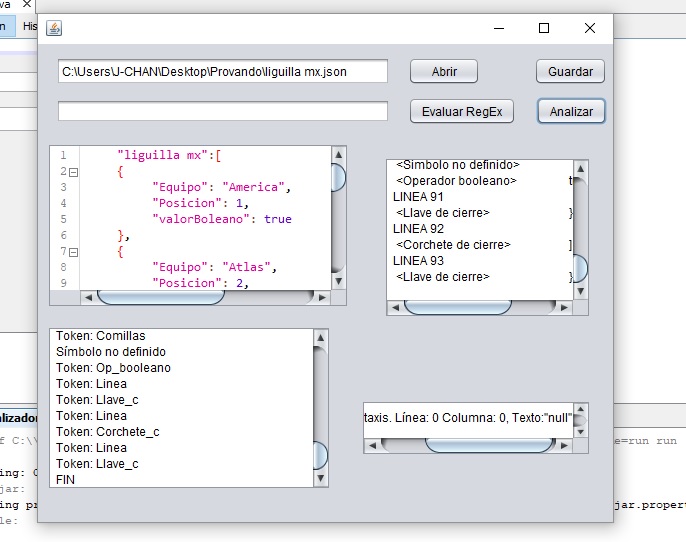 va
n His
C:\Users\J-CHAN\Desktop\Provando\liguilla mx.json
Abrir
Guardar
Evaluar RegEx
Analizar
1 "liguilla mx":[
2 {
3 "Equipo": "America",
4 "Posicion": 1,
5 "valorBoleano": true
6 },
7 {
8 "Equipo": "Atlas",
9 "Posicion": 2,
<Simbolo no definido>
<Operador booleano> t
LINEA 91
<Llave de cierre> }
LINEA 92
<Corchete de cierre> ]
LINEA 93
<Llave de cierre> }
Token: Comillas
Símbolo no definido
Token: Op_booleano
Token: Linea
Token: Llave_c
Token: Linea
Token: Corchete_c
Token: Linea
Token: Llave_c
FIN
taxis. Línea: 0 Columna: 0, Texto:"null"
alizado
f C:\ e=run run
ing: 0
jar:
ing pr jar.propert
le: